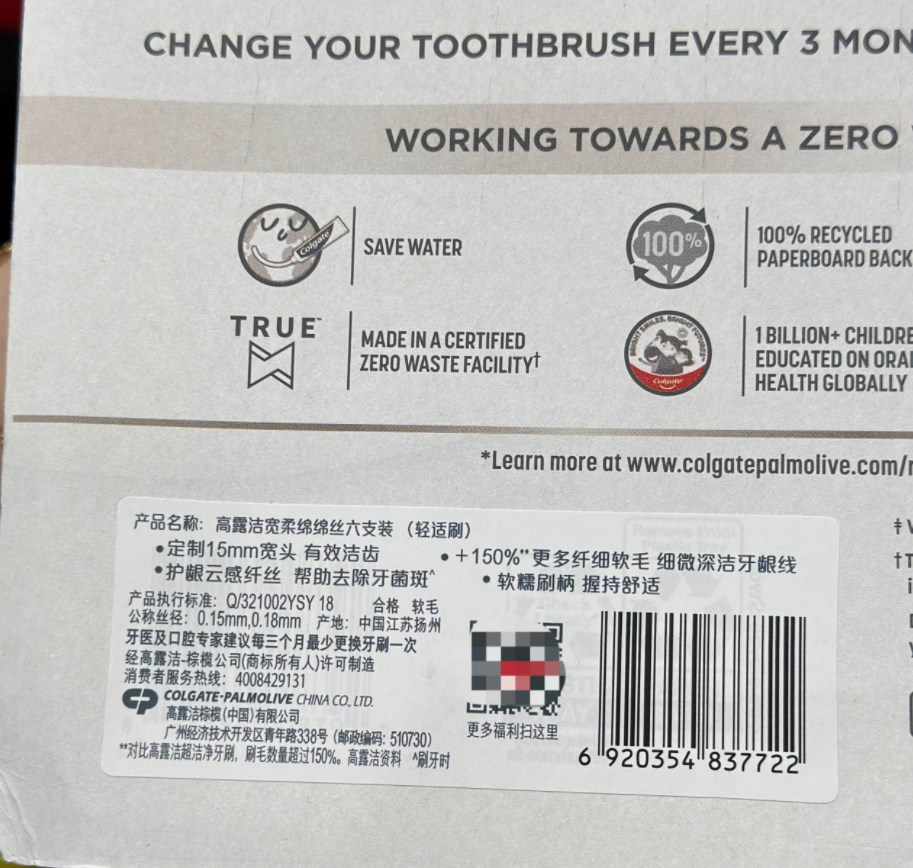 CHANGE YOUR TOOTHBRUSH EVERY 3 MON
WORKING TOWARDS A ZERO
Colgate
SAVE WATER
100%
100% RECYCLED
PAPERBOARD BACK
TRUE™
MADE IN A CERTIFIED
ZERO WASTE FACILITY†
BRIGHT SMILES, BRIGHT FUTURES
Colgate
1 BILLION+ CHILDRE
EDUCATED ON ORAL
HEALTH GLOBALLY
*Learn more at www.colgatepalmolive.com/
产品名称：高露洁宽柔绵绵丝六支装（轻适刷）
•定制15mm宽头 有效洁齿
•+150%**更多纤细软毛 细微深洁牙龈线
•护龈云感纤丝 帮助去除牙菌斑^
•软糯刷柄 握持舒适
产品执行标准：Q/321002YSY 18 合格 软毛
公称丝径：0.15mm,0.18mm 产地：中国江苏扬州
牙医及口腔专家建议每三个月最少更换牙刷一次
经高露洁-棕榄公司(商标所有人)许可制造
消费者服务热线：4008429131
COLGATE-PALMOLIVE CHINA CO., LTD.
高露洁棕榄(中国)有限公司
广州经济技术开发区青年路338号（邮政编码：510730）
**对比高露洁超洁净牙刷，刷毛数量超过150%。高露洁资料 ^刷牙时
更多福利扫这里
6 920354 837722